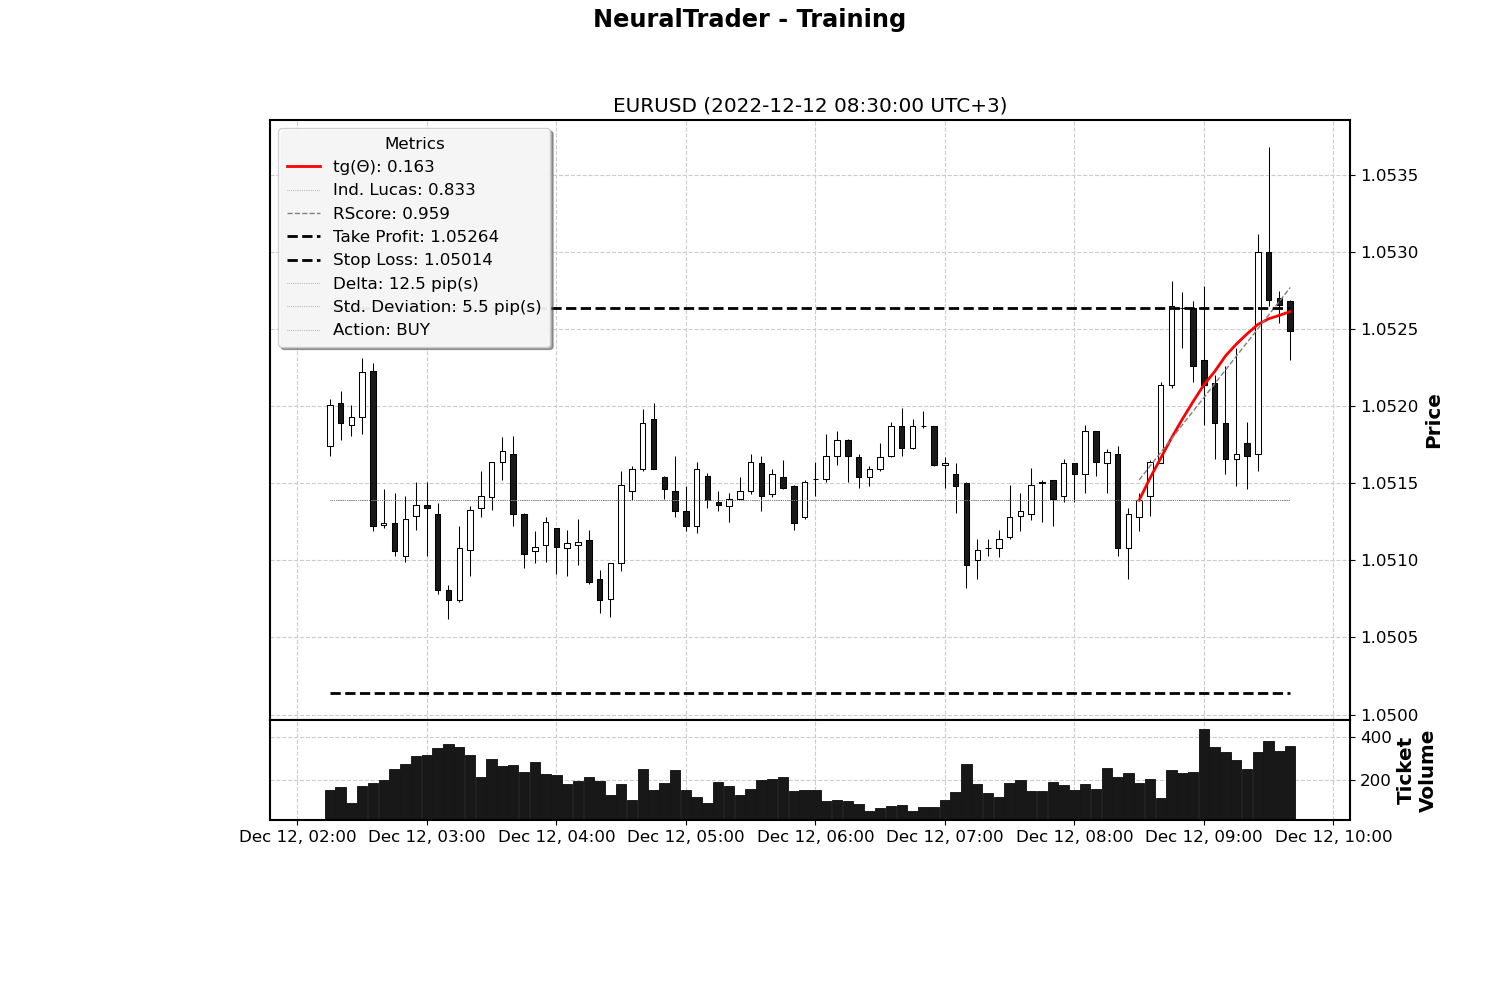 NeuralTrader - Training
EURUSD (2022-12-12 08:30:00 UTC+3)
Metrics
tg(Θ): 0.163
Ind. Lucas: 0.833
RScore: 0.959
Take Profit: 1.05264
Stop Loss: 1.05014
Delta: 12.5 pip(s)
Std. Deviation: 5.5 pip(s)
Action: BUY
1.0535
1.0530
1.0525
1.0520
1.0515
1.0510
1.0505
1.0500
Price
400
200
Ticket
Volume
Dec 12, 02:00 Dec 12, 03:00 Dec 12, 04:00 Dec 12, 05:00 Dec 12, 06:00 Dec 12, 07:00 Dec 12, 08:00 Dec 12, 09:00 Dec 12, 10:00